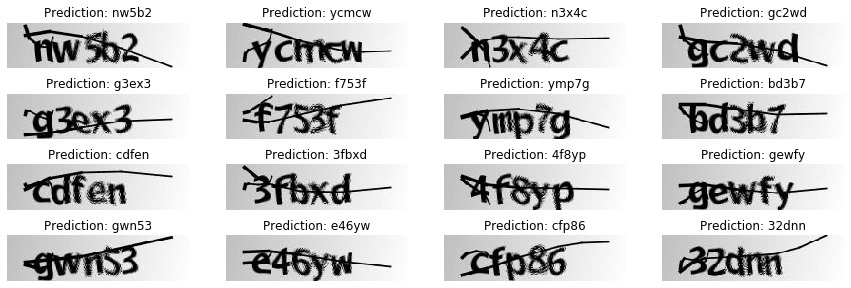 Prediction: nw5b2 Prediction: ycmcw Prediction: n3x4c Prediction: gc2wd
nw5b2 ycmcw n3x4c gc2wd
Prediction: g3ex3 Prediction: f753f Prediction: ymp7g Prediction: bd3b7
g3ex3 f753f ymp7g bd3b7
Prediction: cdfen Prediction: 3fbxd Prediction: 4f8yp Prediction: gewfy
cdfen 3fbxd 4f8yp gewfy
Prediction: gwn53 Prediction: e46yw Prediction: cfp86 Prediction: 32dnn
gwn53 e46yw cfp86 32dnn